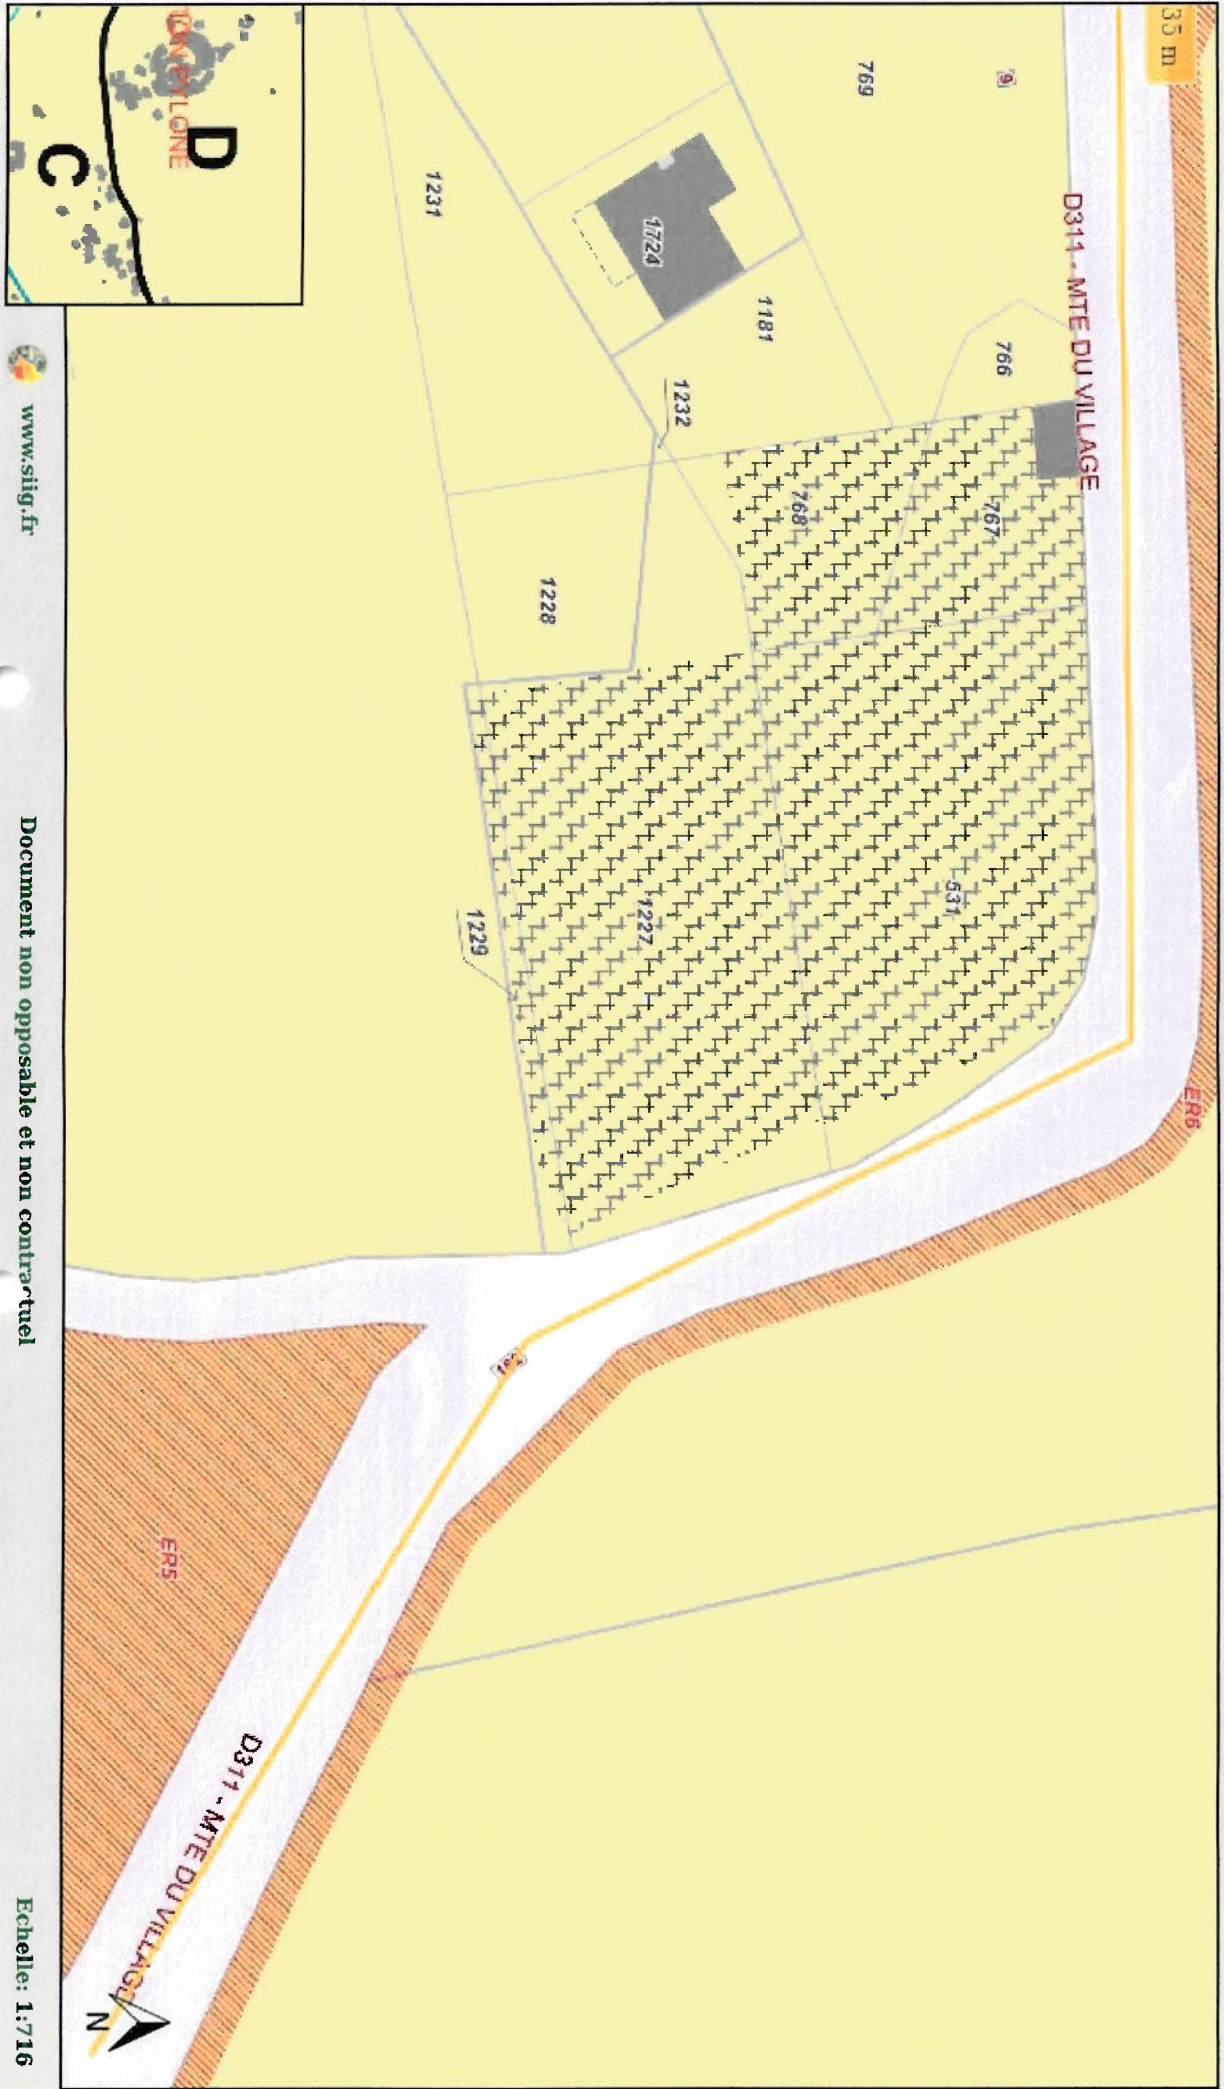 35 m
D311 - MTE DU VILLAGE
9
769
766
767
768
1181
1724
1232
1231
1228
531
1227
1229
ER6
ER5
D311 - MTE DU VILLAGE
N
D
C
PYLONE
www.siig.fr
Document non opposable et non contractuel
Echelle: 1:716